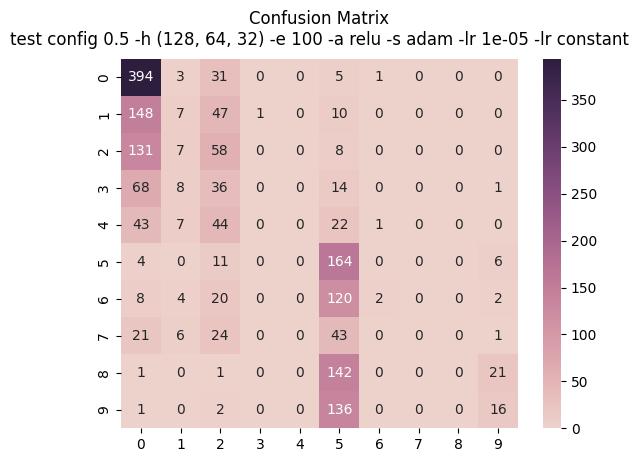 Confusion Matrix
test config 0.5 -h (128, 64, 32) -e 100 -a relu -s adam -lr 1e-05 -lr constant
0 394 3 31 0 0 5 1 0 0 0
1 148 7 47 1 0 10 0 0 0 0
2 131 7 58 0 0 8 0 0 0 0
3 68 8 36 0 0 14 0 0 0 1
4 43 7 44 0 0 22 1 0 0 0
5 4 0 11 0 0 164 0 0 0 6
6 8 4 20 0 0 120 2 0 0 2
7 21 6 24 0 0 43 0 0 0 1
8 1 0 1 0 0 142 0 0 0 21
9 1 0 2 0 0 136 0 0 0 16
0 1 2 3 4 5 6 7 8 9
350
300
250
200
150
100
50
0